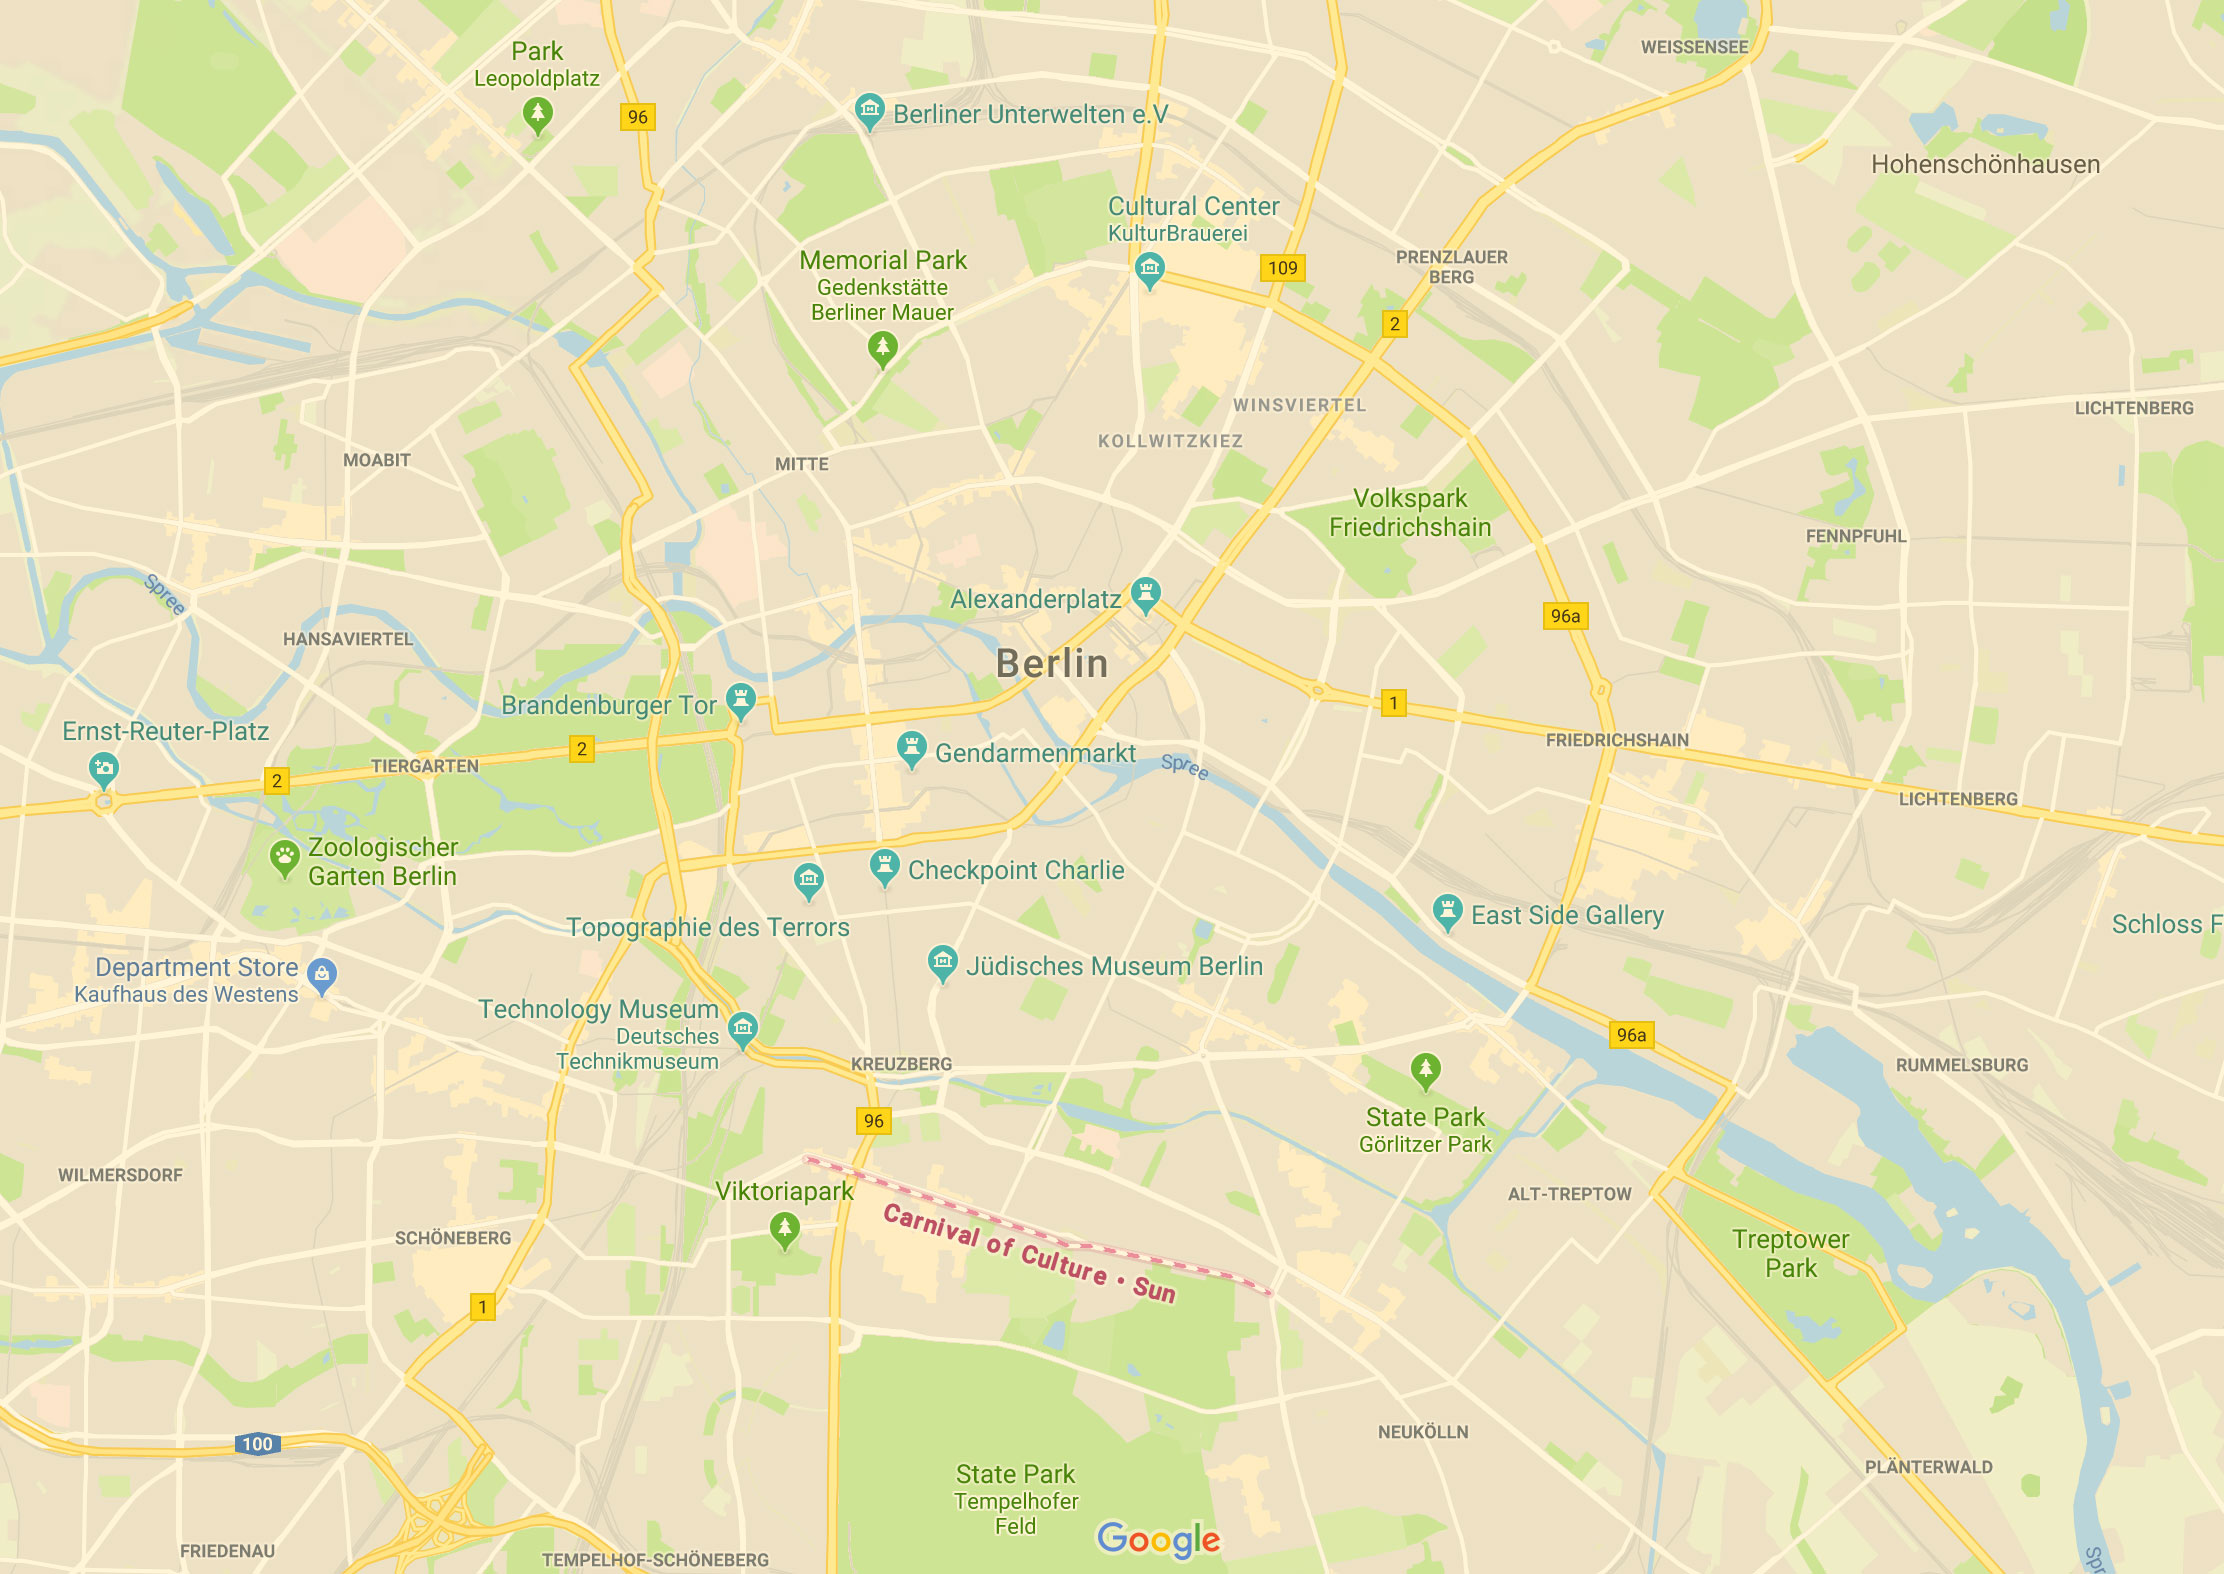 WEISSENSEE
Park
Leopoldplatz
96
Berliner Unterwelten e.V
Hohenschönhausen
Cultural Center
KulturBrauerei
Memorial Park
Gedenkstätte
Berliner Mauer
109
PRENZLAUER
BERG
2
WINSVIERTEL
LICHTENBERG
KOLLWITZKIEZ
MOABIT
MITTE
Volkspark
Friedrichshain
FENNPFUHL
Spree
Alexanderplatz
96a
HANSAVIERTEL
Berlin
Brandenburger Tor
1
Ernst-Reuter-Platz
FRIEDRICHSHAIN
2
Gendarmenmarkt
Spree
TIERGARTEN
2
LICHTENBERG
Zoologischer
Garten Berlin
Checkpoint Charlie
East Side Gallery
Topographie des Terrors
Schloss F
Department Store
Kaufhaus des Westens
Jüdisches Museum Berlin
Technology Museum
Deutsches
Technikmuseum
96a
KREUZBERG
RUMMELSBURG
96
State Park
Görlitzer Park
WILMERSDORF
Viktoriapark
ALT-TREPTOW
Carnival of Culture • Sun
SCHÖNEBERG
Treptower
Park
1
NEUKÖLLN
100
PLÄNTERWALD
State Park
Tempelhofer
Feld
Google
FRIEDENAU
TEMPELHOF-SCHÖNEBERG
Spr